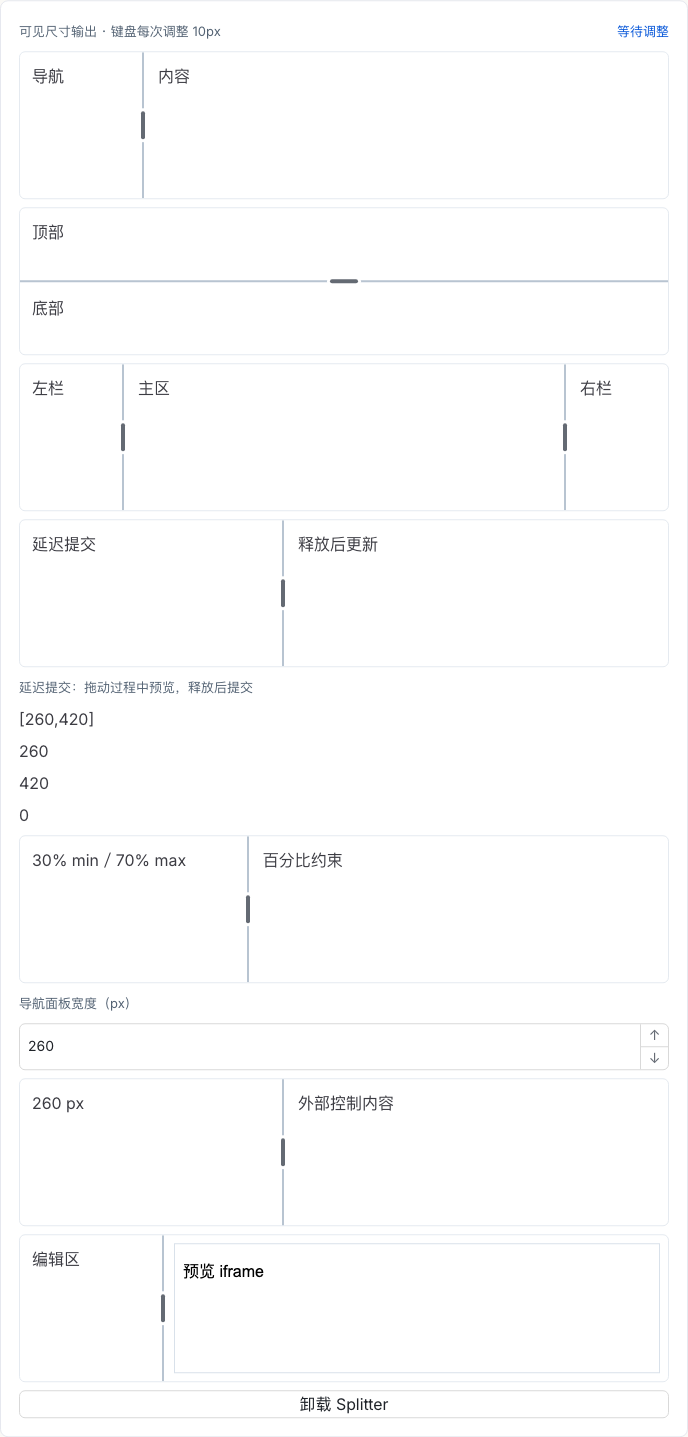 可见尺寸输出 · 键盘每次调整 10px
等待调整
导航
内容
顶部
底部
左栏
主区
右栏
延迟提交
释放后更新
延迟提交：拖动过程中预览，释放后提交
[260,420]
260
420
0
30% min / 70% max
百分比约束
导航面板宽度（px）
260
260 px
外部控制内容
编辑区
预览 iframe
卸载 Splitter